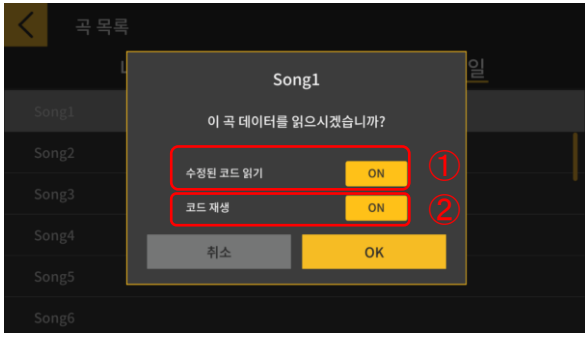 곡 목록
일
Song1
Song1
이 곡 데이터를 읽으시겠습니까?
Song2
수정된 코드 읽기 ON ①
Song3
코드 재생 ON ②
Song4
취소 OK
Song5
Song6